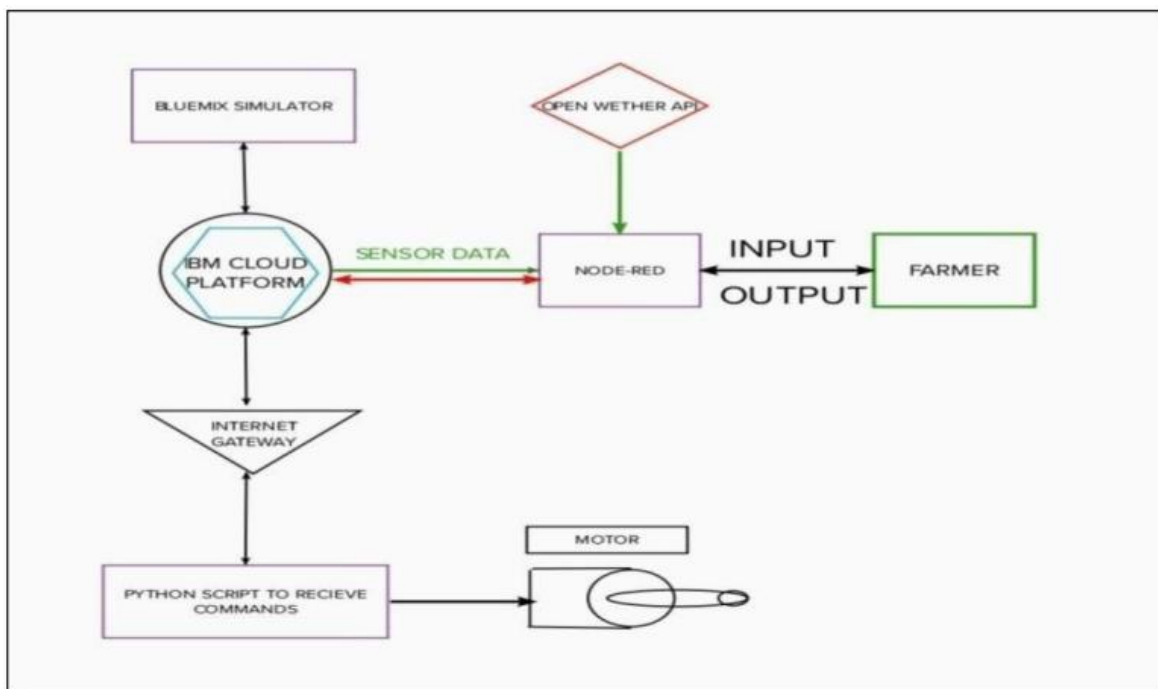 BLUEMIX SIMULATOR
OPEN WETHER API
IBM CLOUD
PLATFORM
SENSOR DATA
NODE-RED
INPUT
OUTPUT
FARMER
INTERNET
GATEWAY
MOTOR
PYTHON SCRIPT TO RECIEVE
COMMANDS